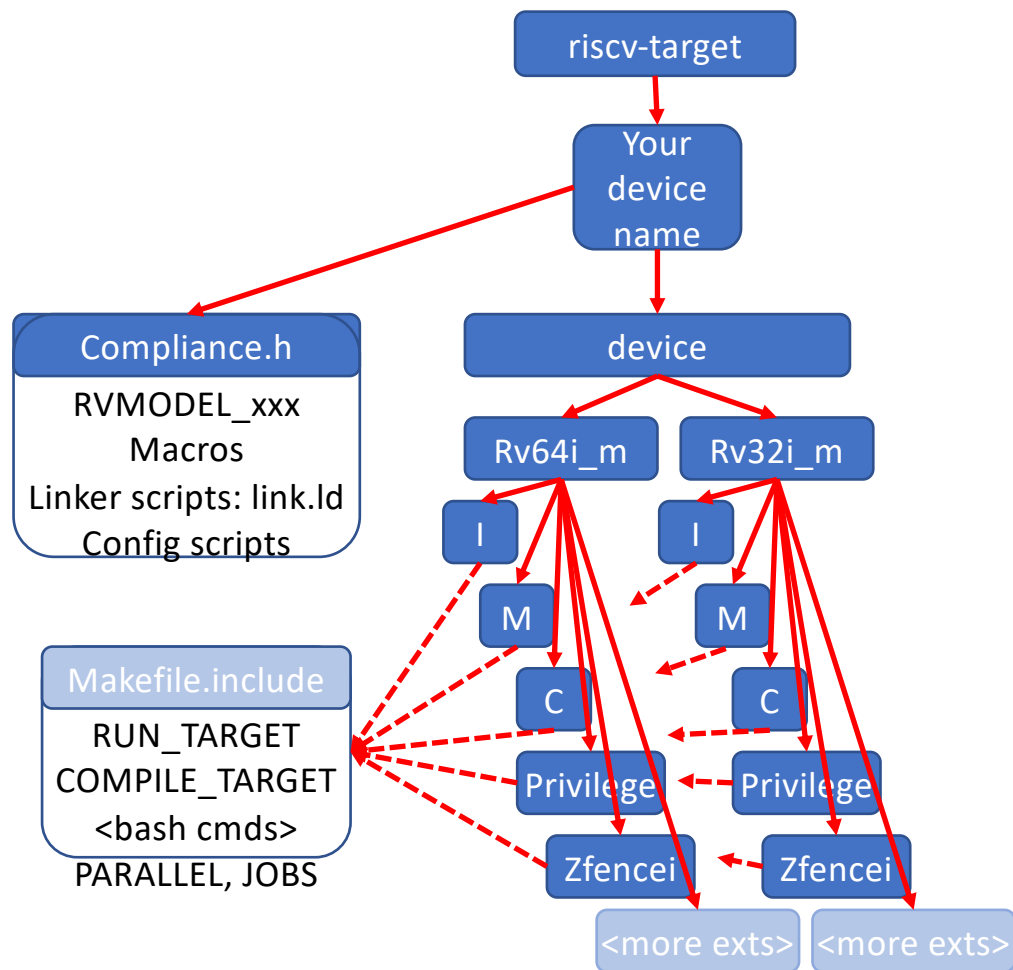 riscv-target
Your
device
name
Compliance.h
RVMODEL_xxx
Macros
Linker scripts: link.ld
Config scripts
device
Rv64i_m
Rv32i_m
I
I
M
M
C
C
Privilege
Privilege
Zfencei
Zfencei
<more exts>
<more exts>
Makefile.include
RUN_TARGET
COMPILE_TARGET
<bash cmds>
PARALLEL, JOBS